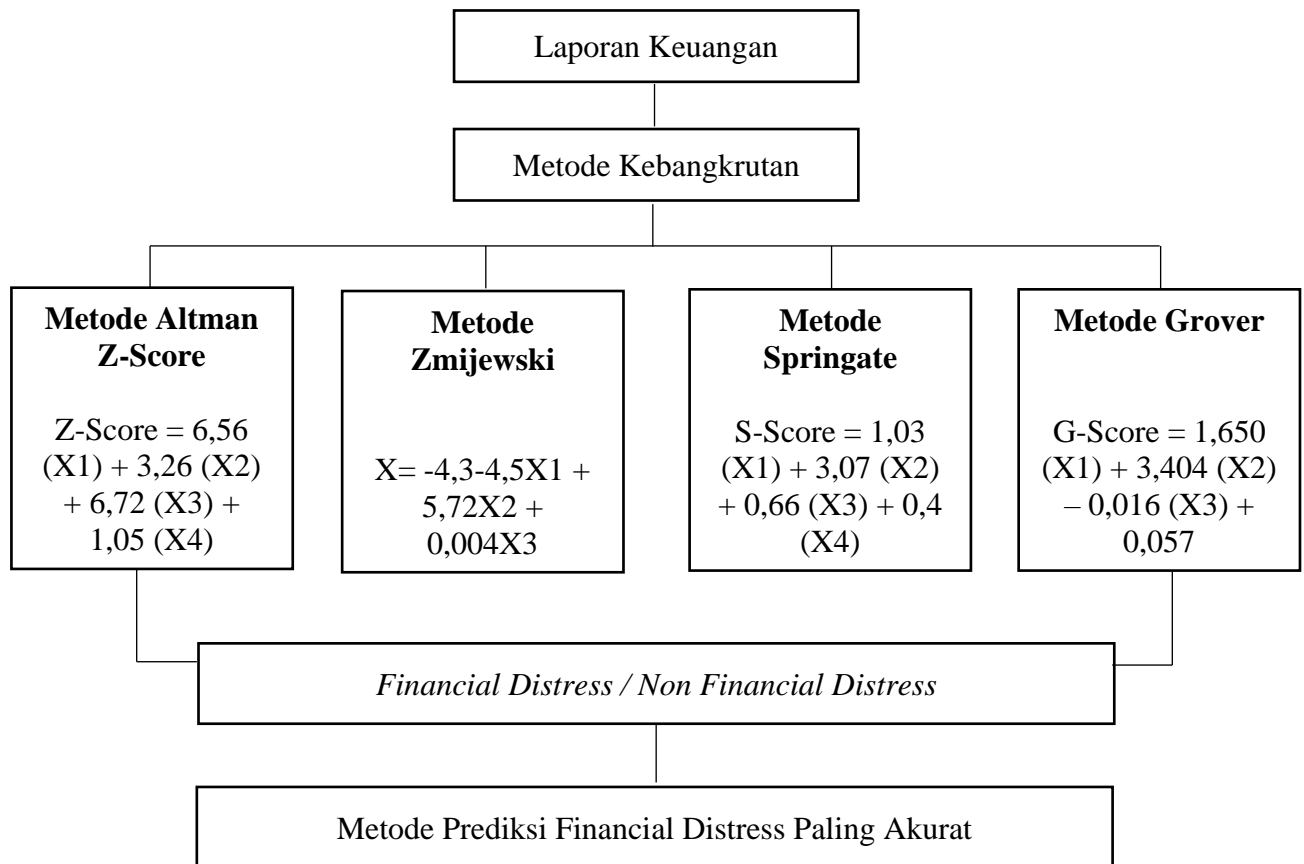 Laporan Keuangan
Metode Kebangkrutan
Metode Altman
Z-Score
Z-Score = 6,56
(X1) + 3,26 (X2)
+ 6,72 (X3) +
1,05 (X4)
Metode
Zmijewski
X= -4,3-4,5X1 +
5,72X2 +
0,004X3
Metode
Springate
S-Score = 1,03
(X1) + 3,07 (X2)
+ 0,66 (X3) + 0,4
(X4)
Metode Grover
G-Score = 1,650
(X1) + 3,404 (X2)
– 0,016 (X3) +
0,057
Financial Distress / Non Financial Distress
Metode Prediksi Financial Distress Paling Akurat